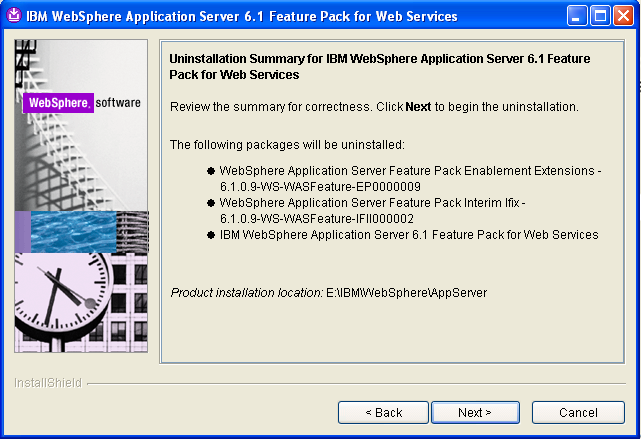 IBM WebSphere Application Server 6.1 Feature Pack for Web Services
WebSphere. software
Uninstallation Summary for IBM WebSphere Application Server 6.1 Feature
Pack for Web Services
Review the summary for correctness. Click Next to begin the uninstallation.
The following packages will be uninstalled:
● WebSphere Application Server Feature Pack Enablement Extensions -
6.1.0.9-WS-WASFeature-EP0000009
● WebSphere Application Server Feature Pack Interim Ifix -
6.1.0.9-WS-WASFeature-IFII000002
● IBM WebSphere Application Server 6.1 Feature Pack for Web Services
Product installation location: E:\IBM\WebSphere\AppServer
InstallShield
< Back
Next >
Cancel